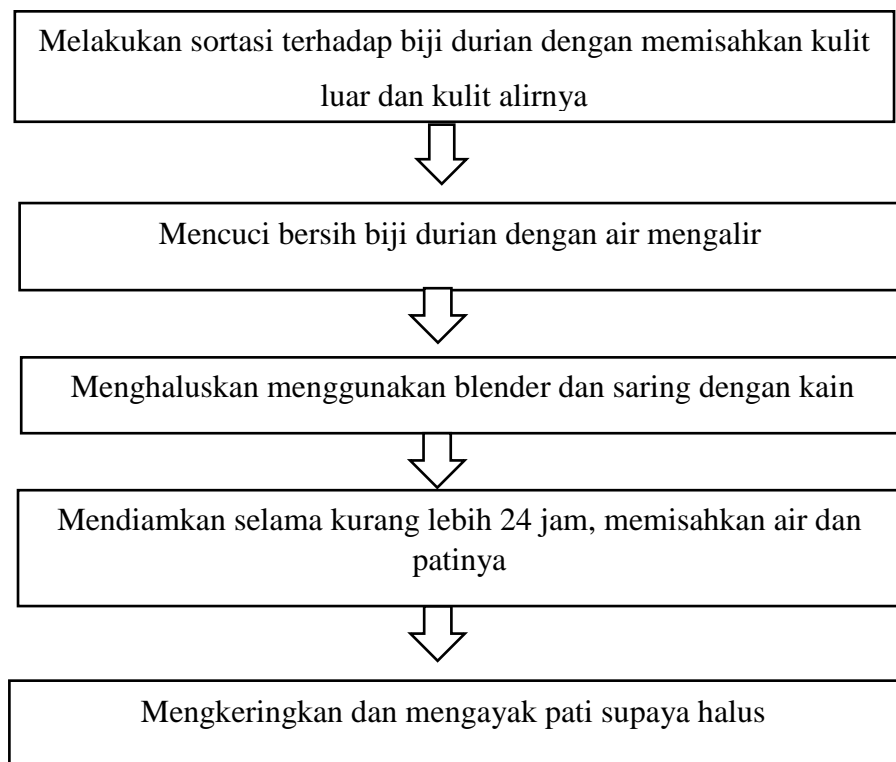 Melakukan sortasi terhadap biji durian dengan memisahkan kulit
luar dan kulit alirnya
Mencuci bersih biji durian dengan air mengalir
Menghaluskan menggunakan blender dan saring dengan kain
Mendiamkan selama kurang lebih 24 jam, memisahkan air dan
patinya
Mengkeringkan dan mengayak pati supaya halus